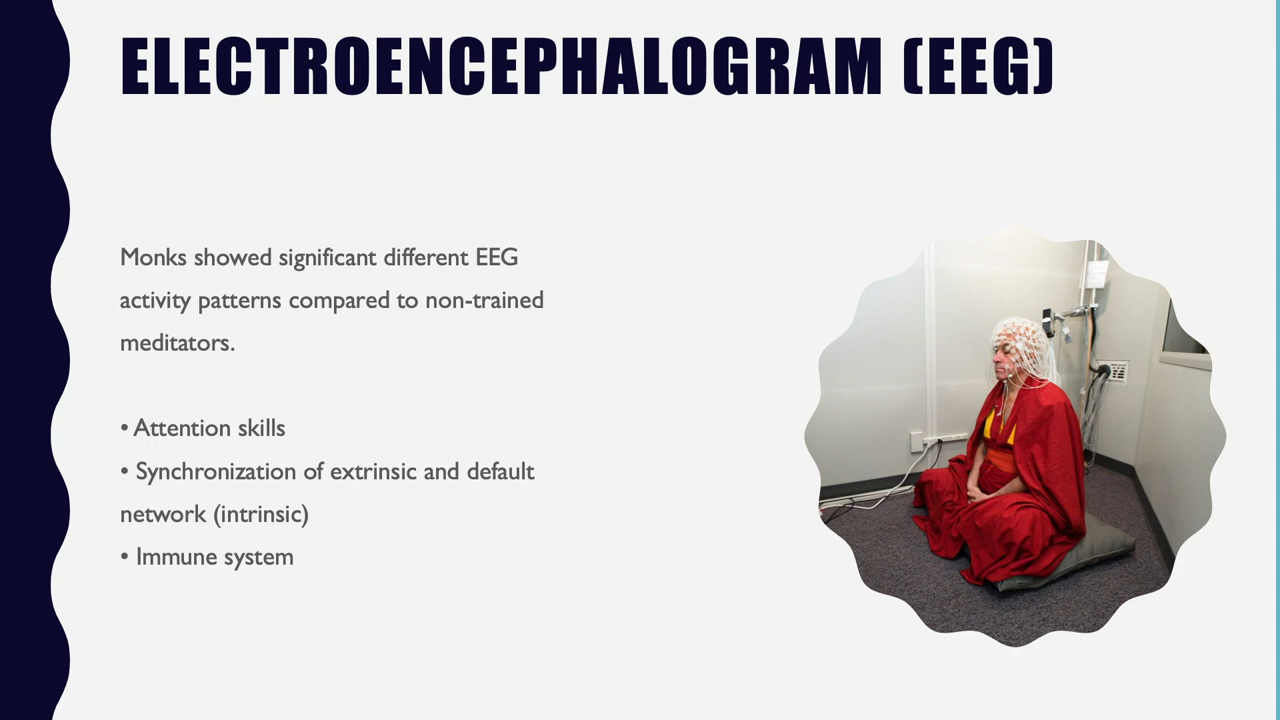 ELECTROENCEPHALOGRAM (EEG)
Monks showed significant different EEG
activity patterns compared to non-trained
meditators.
• Attention skills
• Synchronization of extrinsic and default
network (intrinsic)
• Immune system